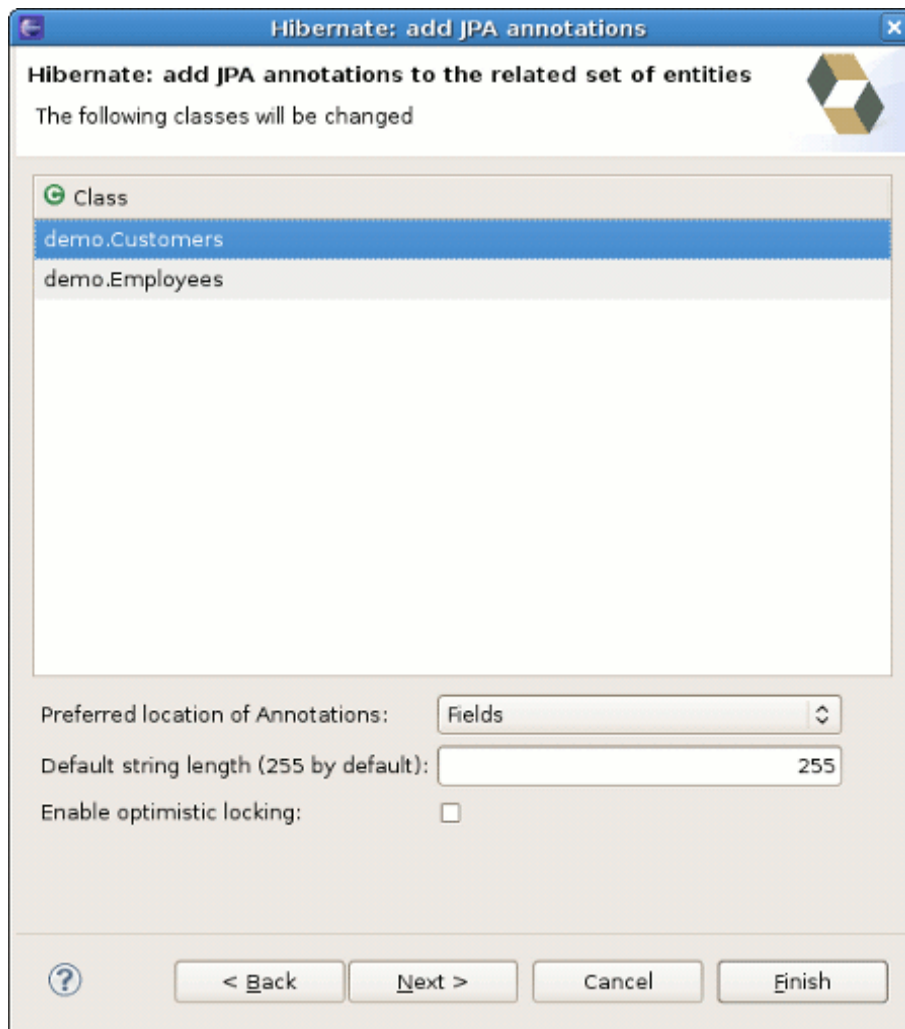 Hibernate: add JPA annotations
Hibernate: add JPA annotations to the related set of entities
The following classes will be changed
Class
demo.Customers
demo.Employees
Preferred location of Annotations: Fields
Default string length (255 by default): 255
Enable optimistic locking:
? < Back Next > Cancel Finish